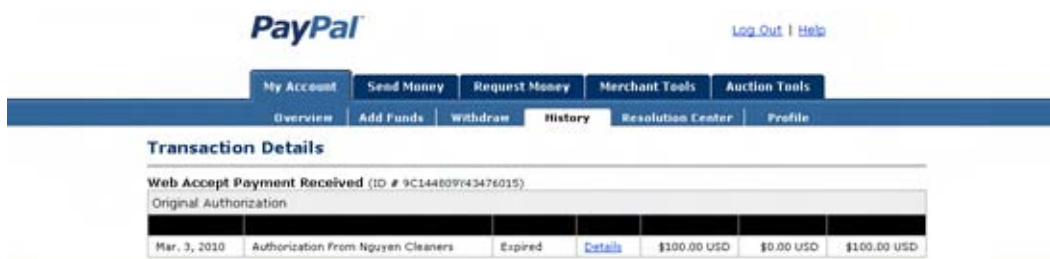 PayPal
Log Out | Help
My Account Send Money Request Money Merchant Tools Auction Tools
Overview Add Funds Withdraw History Resolution Center Profile
Transaction Details
Web Accept Payment Received (ID # 9C144809Y43476015)
Original Authorization
Mar. 3, 2010 Authorization From Nguyen Cleaners Expired Details $100.00 USD $0.00 USD $100.00 USD